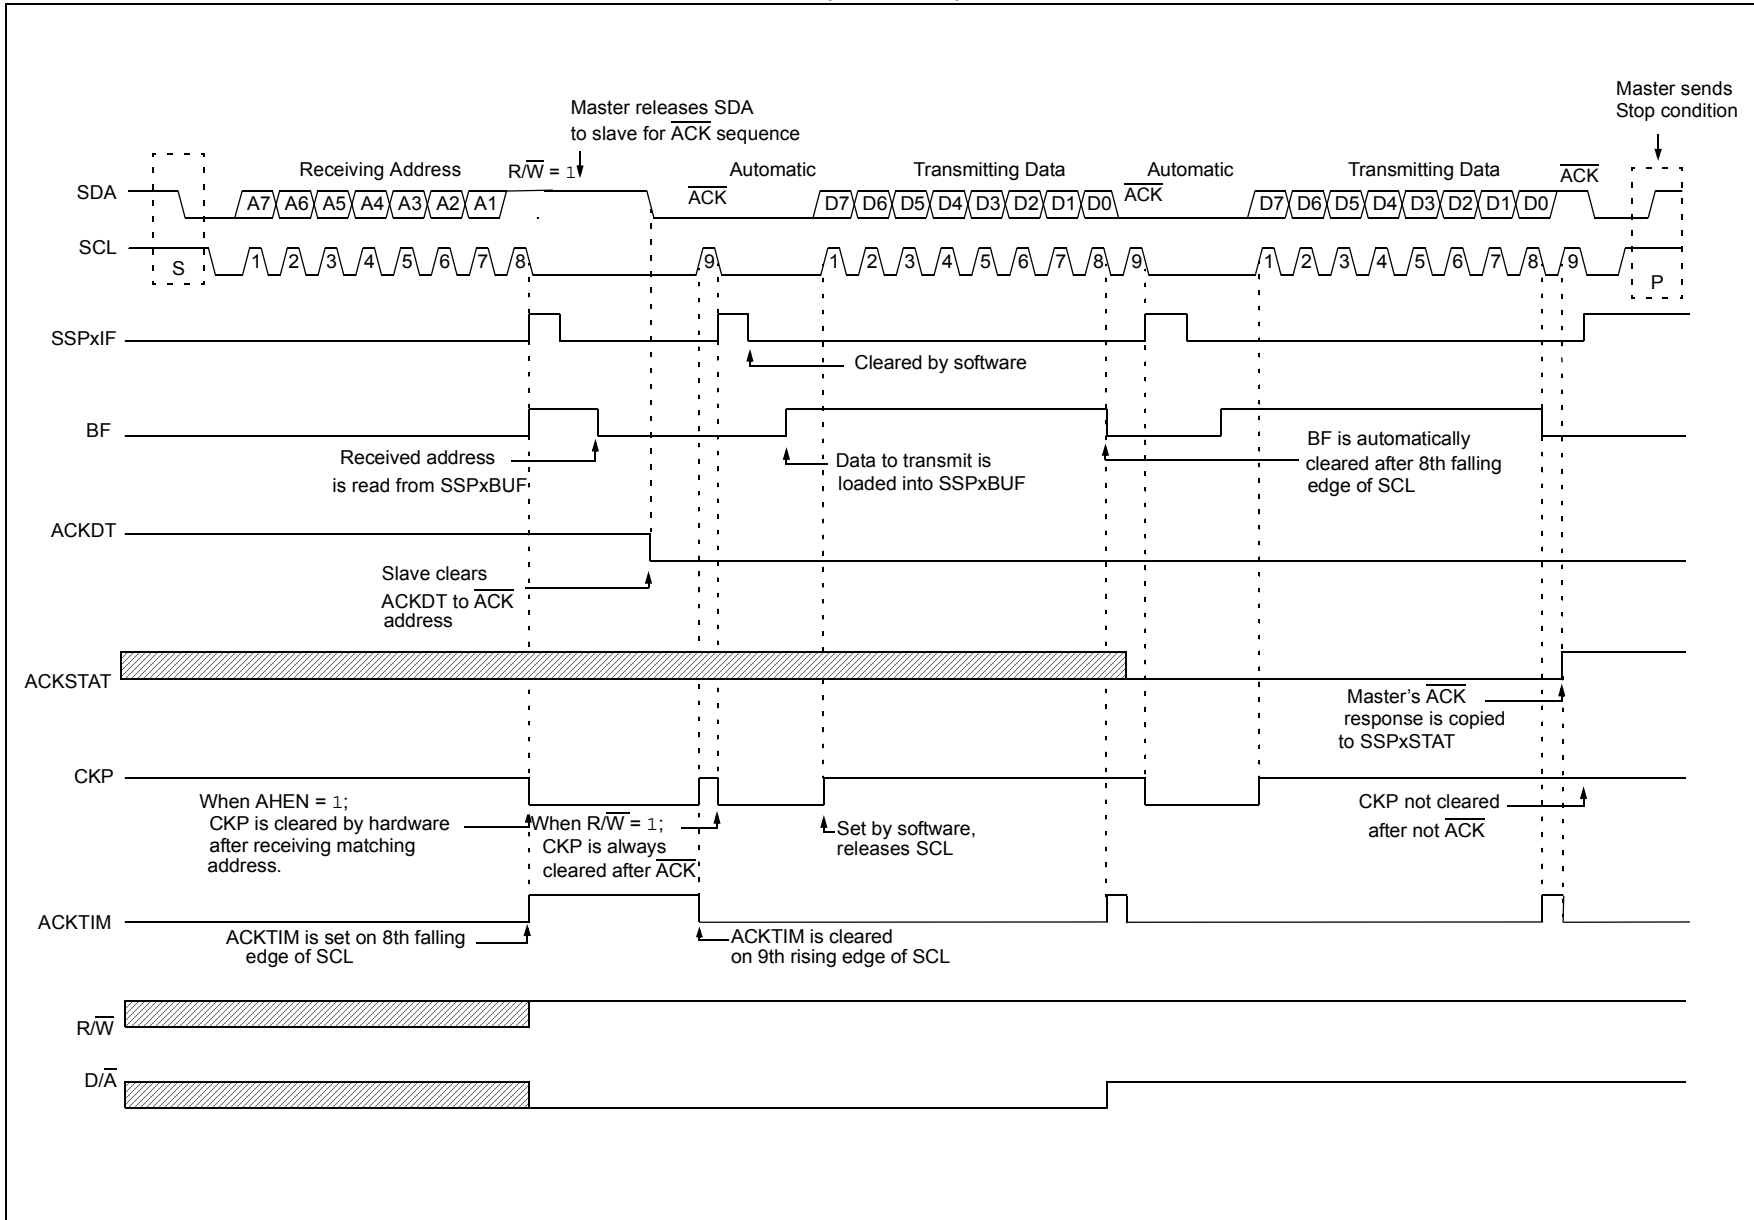 Master releases SDA
to slave for ACK sequence
Master sends
Stop condition
Receiving Address
R/W = 1
Automatic
Transmitting Data
Automatic
Transmitting Data
ACK
SDA
A7 A6 A5 A4 A3 A2 A1
ACK
D7 D6 D5 D4 D3 D2 D1 D0
ACK
D7 D6 D5 D4 D3 D2 D1 D0
SCL
S
1 2 3 4 5 6 7 8 9
1 2 3 4 5 6 7 8 9
1 2 3 4 5 6 7 8 9
P
SSPxIF
Cleared by software
BF
Received address
is read from SSPxBUF
Data to transmit is
loaded into SSPxBUF
BF is automatically
cleared after 8th falling
edge of SCL
ACKDT
Slave clears
ACKDT to ACK
address
ACKSTAT
Master's ACK
response is copied
to SSPxSTAT
CKP
When AHEN = 1;
CKP is cleared by hardware
after receiving matching
address.
When R/W = 1;
CKP is always
cleared after ACK
Set by software,
releases SCL
CKP not cleared
after not ACK
ACKTIM
ACKTIM is set on 8th falling
edge of SCL
ACKTIM is cleared
on 9th rising edge of SCL
R/W
D/A